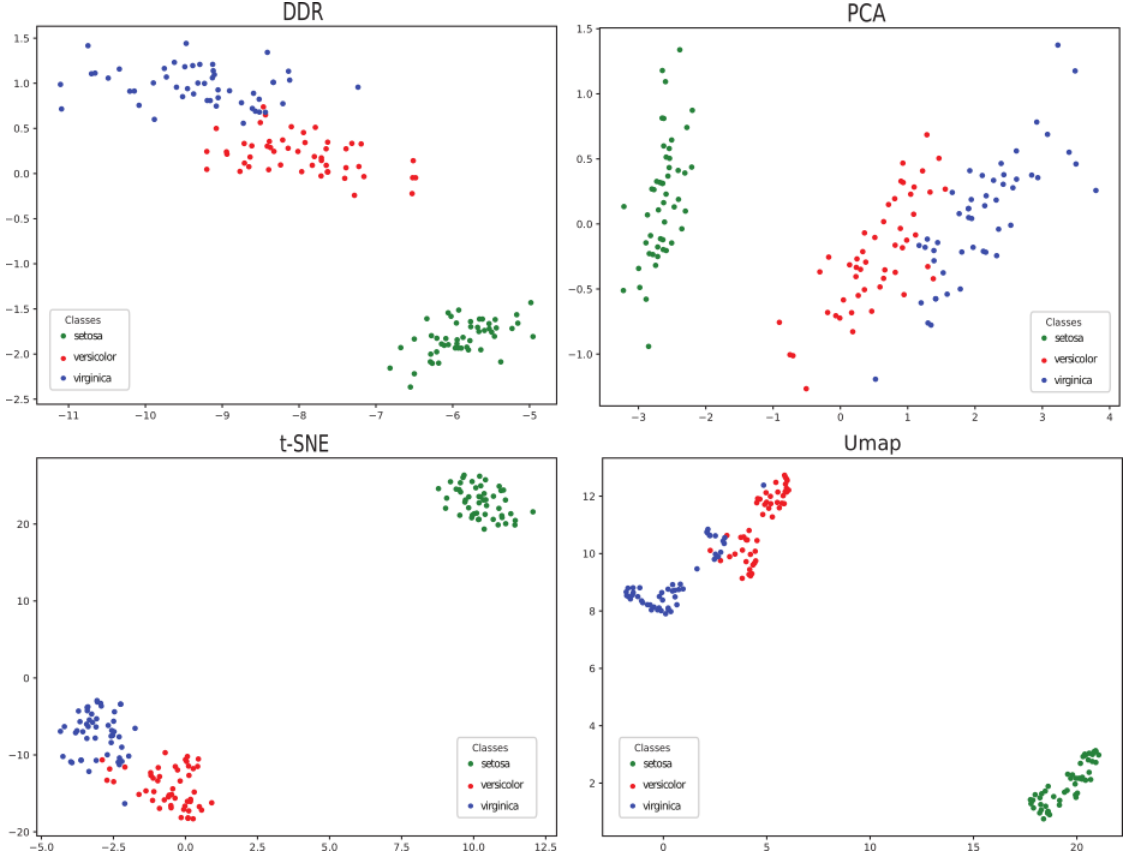 DDR
1.5
1.0
0.5
0.0
−0.5
−1.0
−1.5
−2.0
−2.5
−11
−10
−9
−8
−7
−6
−5
Classes
setosa
versicolor
virginica
PCA
1.5
1.0
0.5
0.0
−0.5
−1.0
−3
−2
−1
0
1
2
3
4
Classes
setosa
versicolor
virginica
t-SNE
20
10
0
−10
−20
−5.0
−2.5
0.0
2.5
5.0
7.5
10.0
12.5
Classes
setosa
versicolor
virginica
Umap
12
10
8
6
4
2
0
5
10
15
20
Classes
setosa
versicolor
virginica